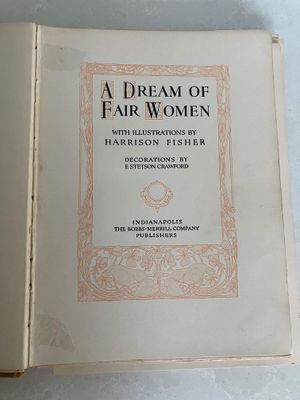 A DREAM OF
FAIR WOMEN
WITH ILLUSTRATIONS BY
HARRISON FISHER
DECORATIONS BY
E STETSON CRAWFORD
INDIANAPOLIS
THE BOBBS-MERRILL COMPANY
PUBLISHERS